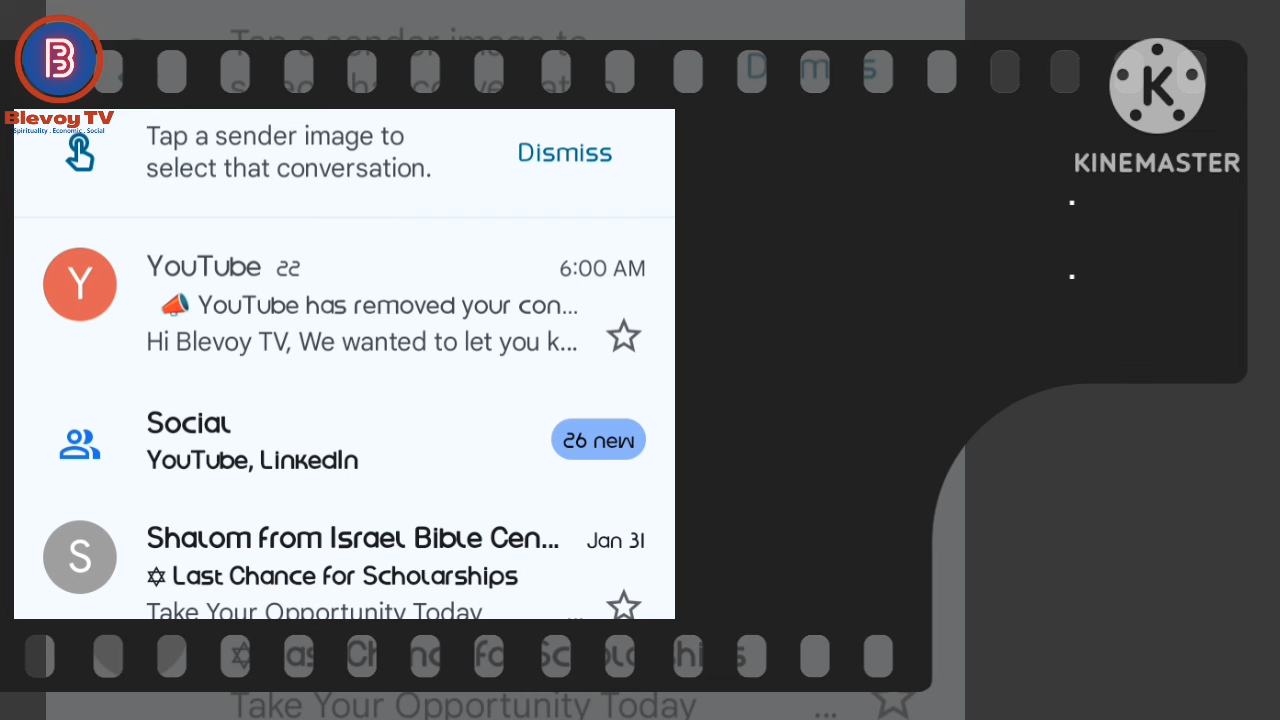 B
Blevoy TV
Spirituality . Economic . Social
K
KINEMASTER
Tap a sender image to
select that conversation.
Dismiss
Y
YouTube 22
6:00 AM
📣 YouTube has removed your con...
Hi Blevoy TV, We wanted to let you k...
Social
26 new
YouTube, LinkedIn
S
Shalom from Israel Bible Cen...
Jan 31
✡ Last Chance for Scholarships
Take Your Opportunity Today ...
Take Your Opportunity Today ...